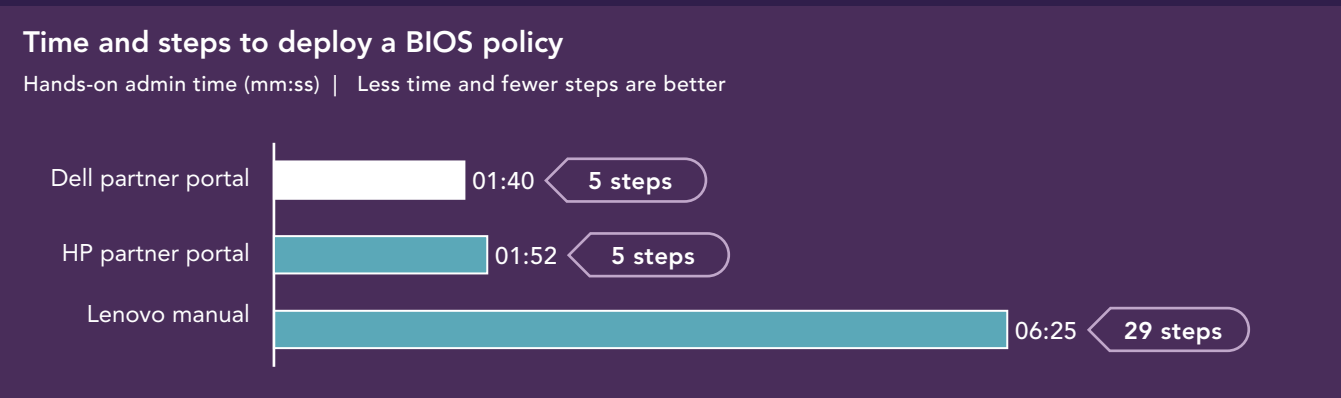 Time and steps to deploy a BIOS policy
Hands-on admin time (mm:ss) | Less time and fewer steps are better
Dell partner portal 01:40 5 steps
HP partner portal 01:52 5 steps
Lenovo manual 06:25 29 steps